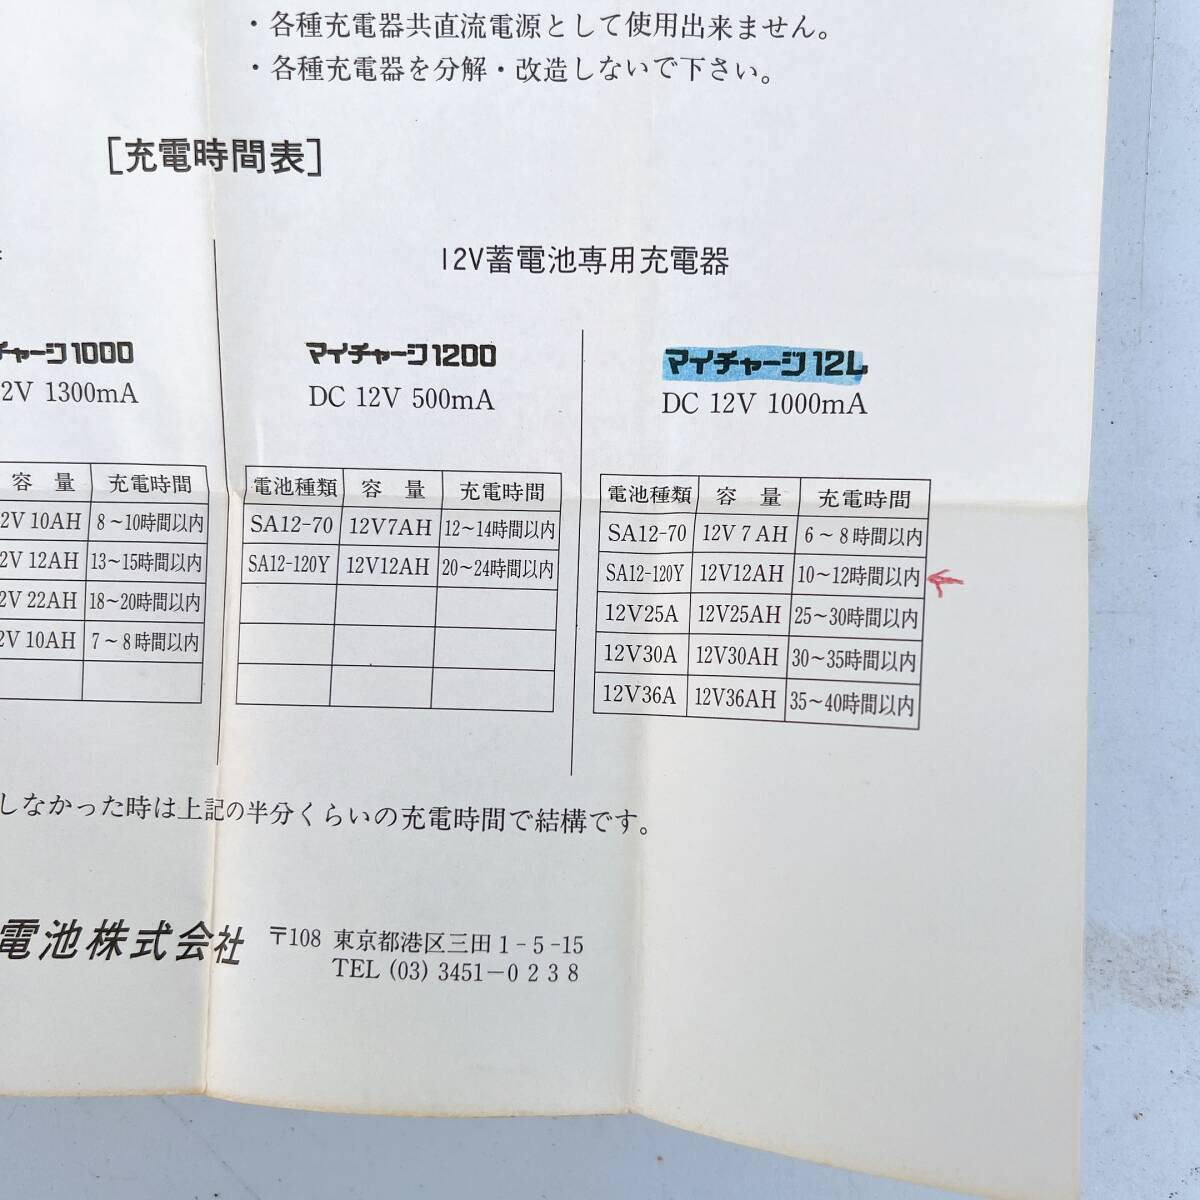 ・各種充電器共直流電源として使用出来ません。
・各種充電器を分解・改造しないで下さい。
[充電時間表]
12V蓄電池専用充電器
チャージ1000
2V 1300mA
マイチャージ1200
DC 12V 500mA
マイチャージ12L
DC 12V 1000mA
容 量 充電時間
2V 10AH 8～10時間以内
2V 12AH 13～15時間以内
2V 22AH 18～20時間以内
2V 10AH 7～8時間以内
電池種類 容 量 充電時間
SA12-70 12V7AH 12～14時間以内
SA12-120Y 12V12AH 20～24時間以内
電池種類 容 量 充電時間
SA12-70 12V 7 AH 6～8時間以内
SA12-120Y 12V12AH 10～12時間以内
12V25A 12V25AH 25～30時間以内
12V30A 12V30AH 30～35時間以内
12V36A 12V36AH 35～40時間以内
しなかった時は上記の半分くらいの充電時間で結構です。
電池株式会社
〒108 東京都港区三田1-5-15
TEL (03) 3451-0238